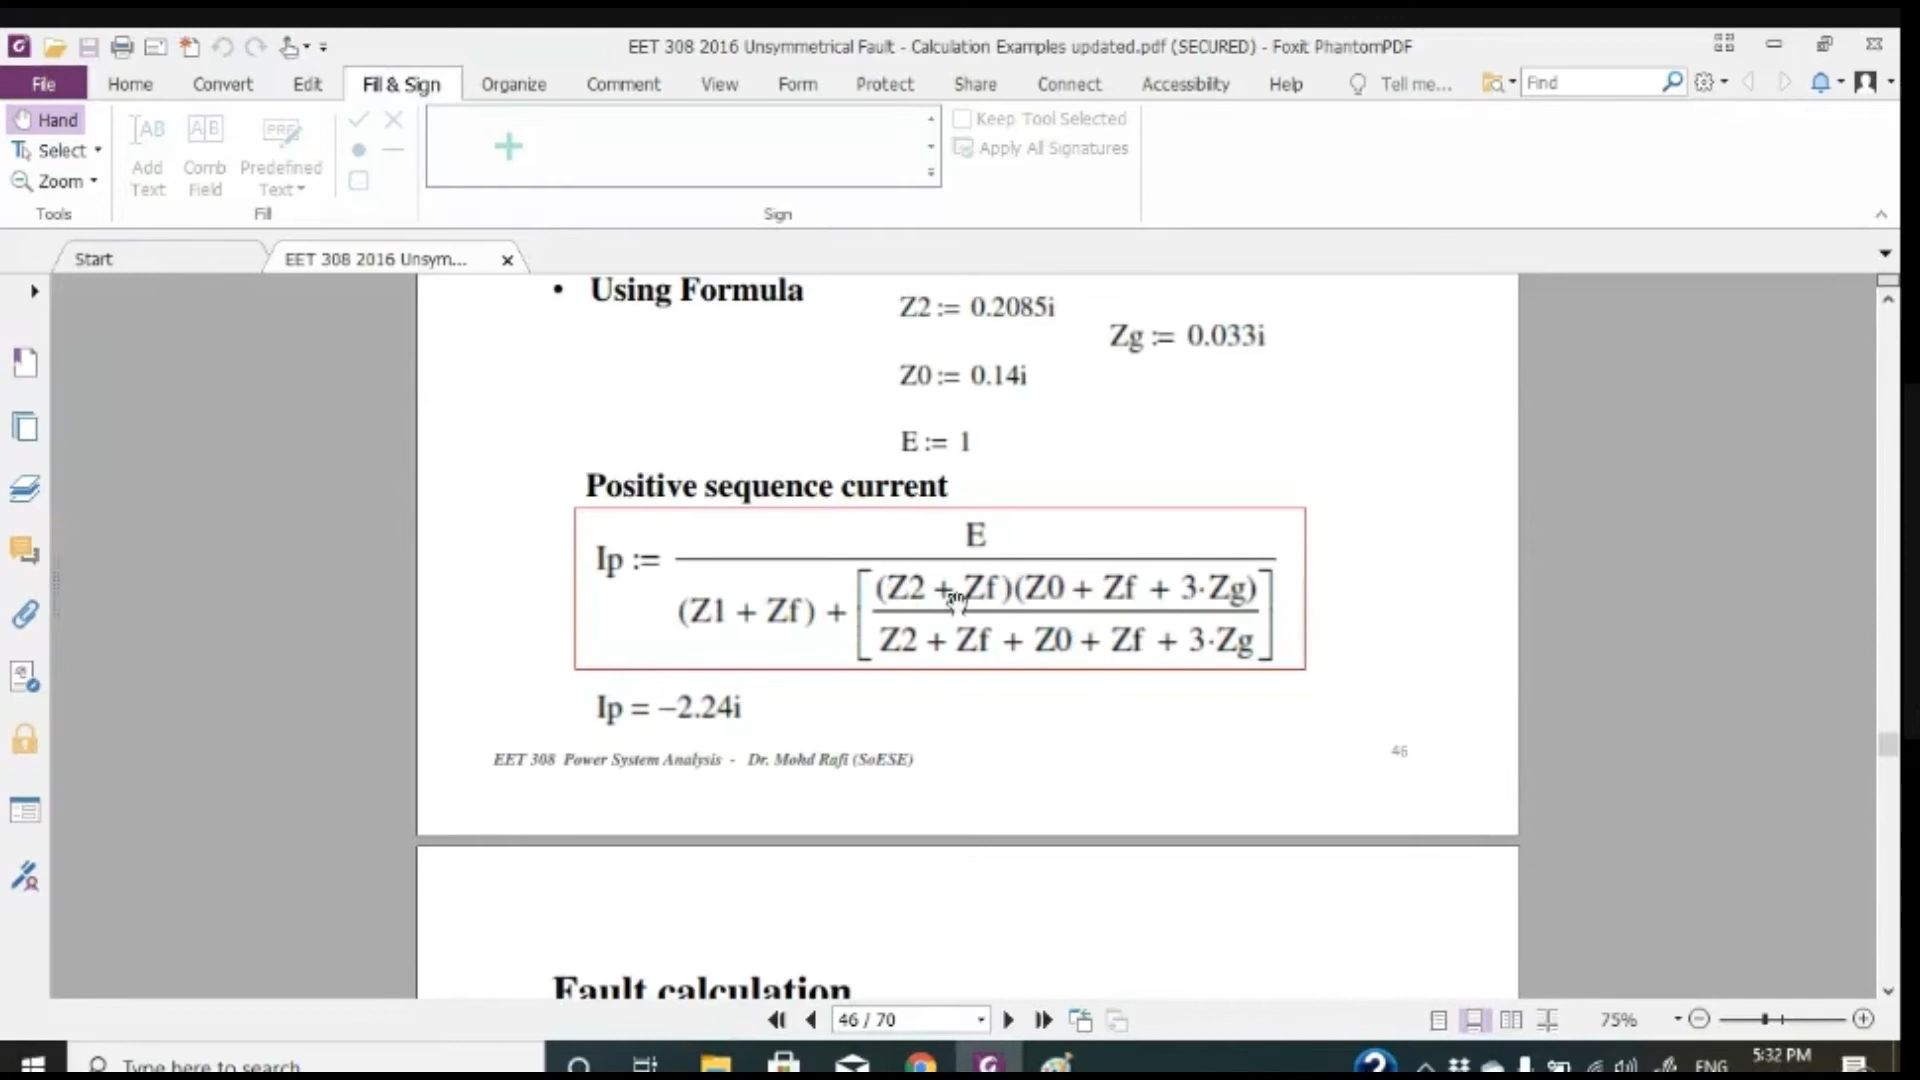 EET 308 2016 Unsymmetrical Fault - Calculation Examples updated.pdf (SECURED) - Foxit PhantomPDF
File Home Convert Edit Fill & Sign Organize Comment View Form Protect Share Connect Accessibility Help Tell me... Find
Hand
Select
Zoom
Tools
Add Text
Comb Field
Predefined Text
Fill
Sign
Keep Tool Selected
Apply All Signatures
Start
EET 308 2016 Unsym...
• Using Formula
Z2 := 0.2085i
Zg := 0.033i
Z0 := 0.14i
E := 1
Positive sequence current
E
Ip :=
(Z2 + Zf)(Z0 + Zf + 3·Zg)
(Z1 + Zf) +
Z2 + Zf + Z0 + Zf + 3·Zg
Ip = −2.24i
EET 308 Power System Analysis - Dr. Mohd Rafi (SoESE)
46
Fault calculation
46 / 70
75%
Type here to search
ENG
5:32 PM